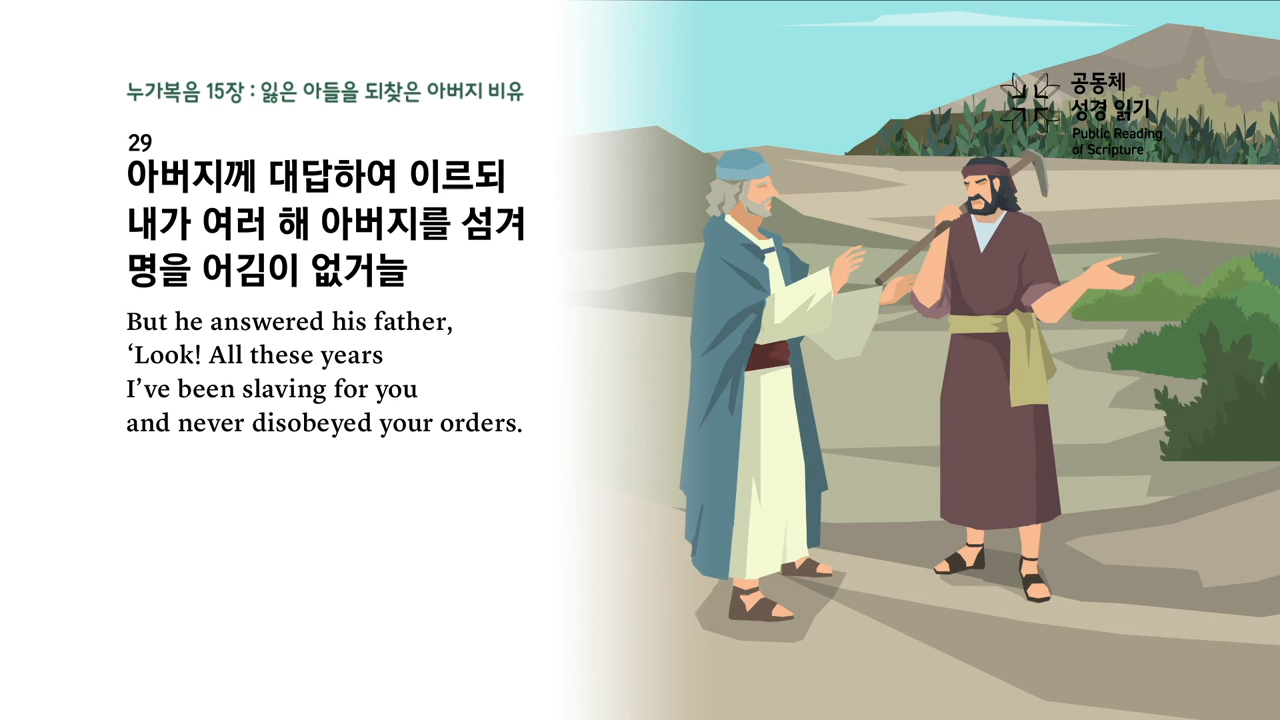 누가복음 15장 : 잃은 아들을 되찾은 아버지 비유
29
아버지께 대답하여 이르되
내가 여러 해 아버지를 섬겨
명을 어김이 없거늘
But he answered his father,
‘Look! All these years
I’ve been slaving for you
and never disobeyed your orders.
공동체
성경 읽기
Public Reading
of Scripture